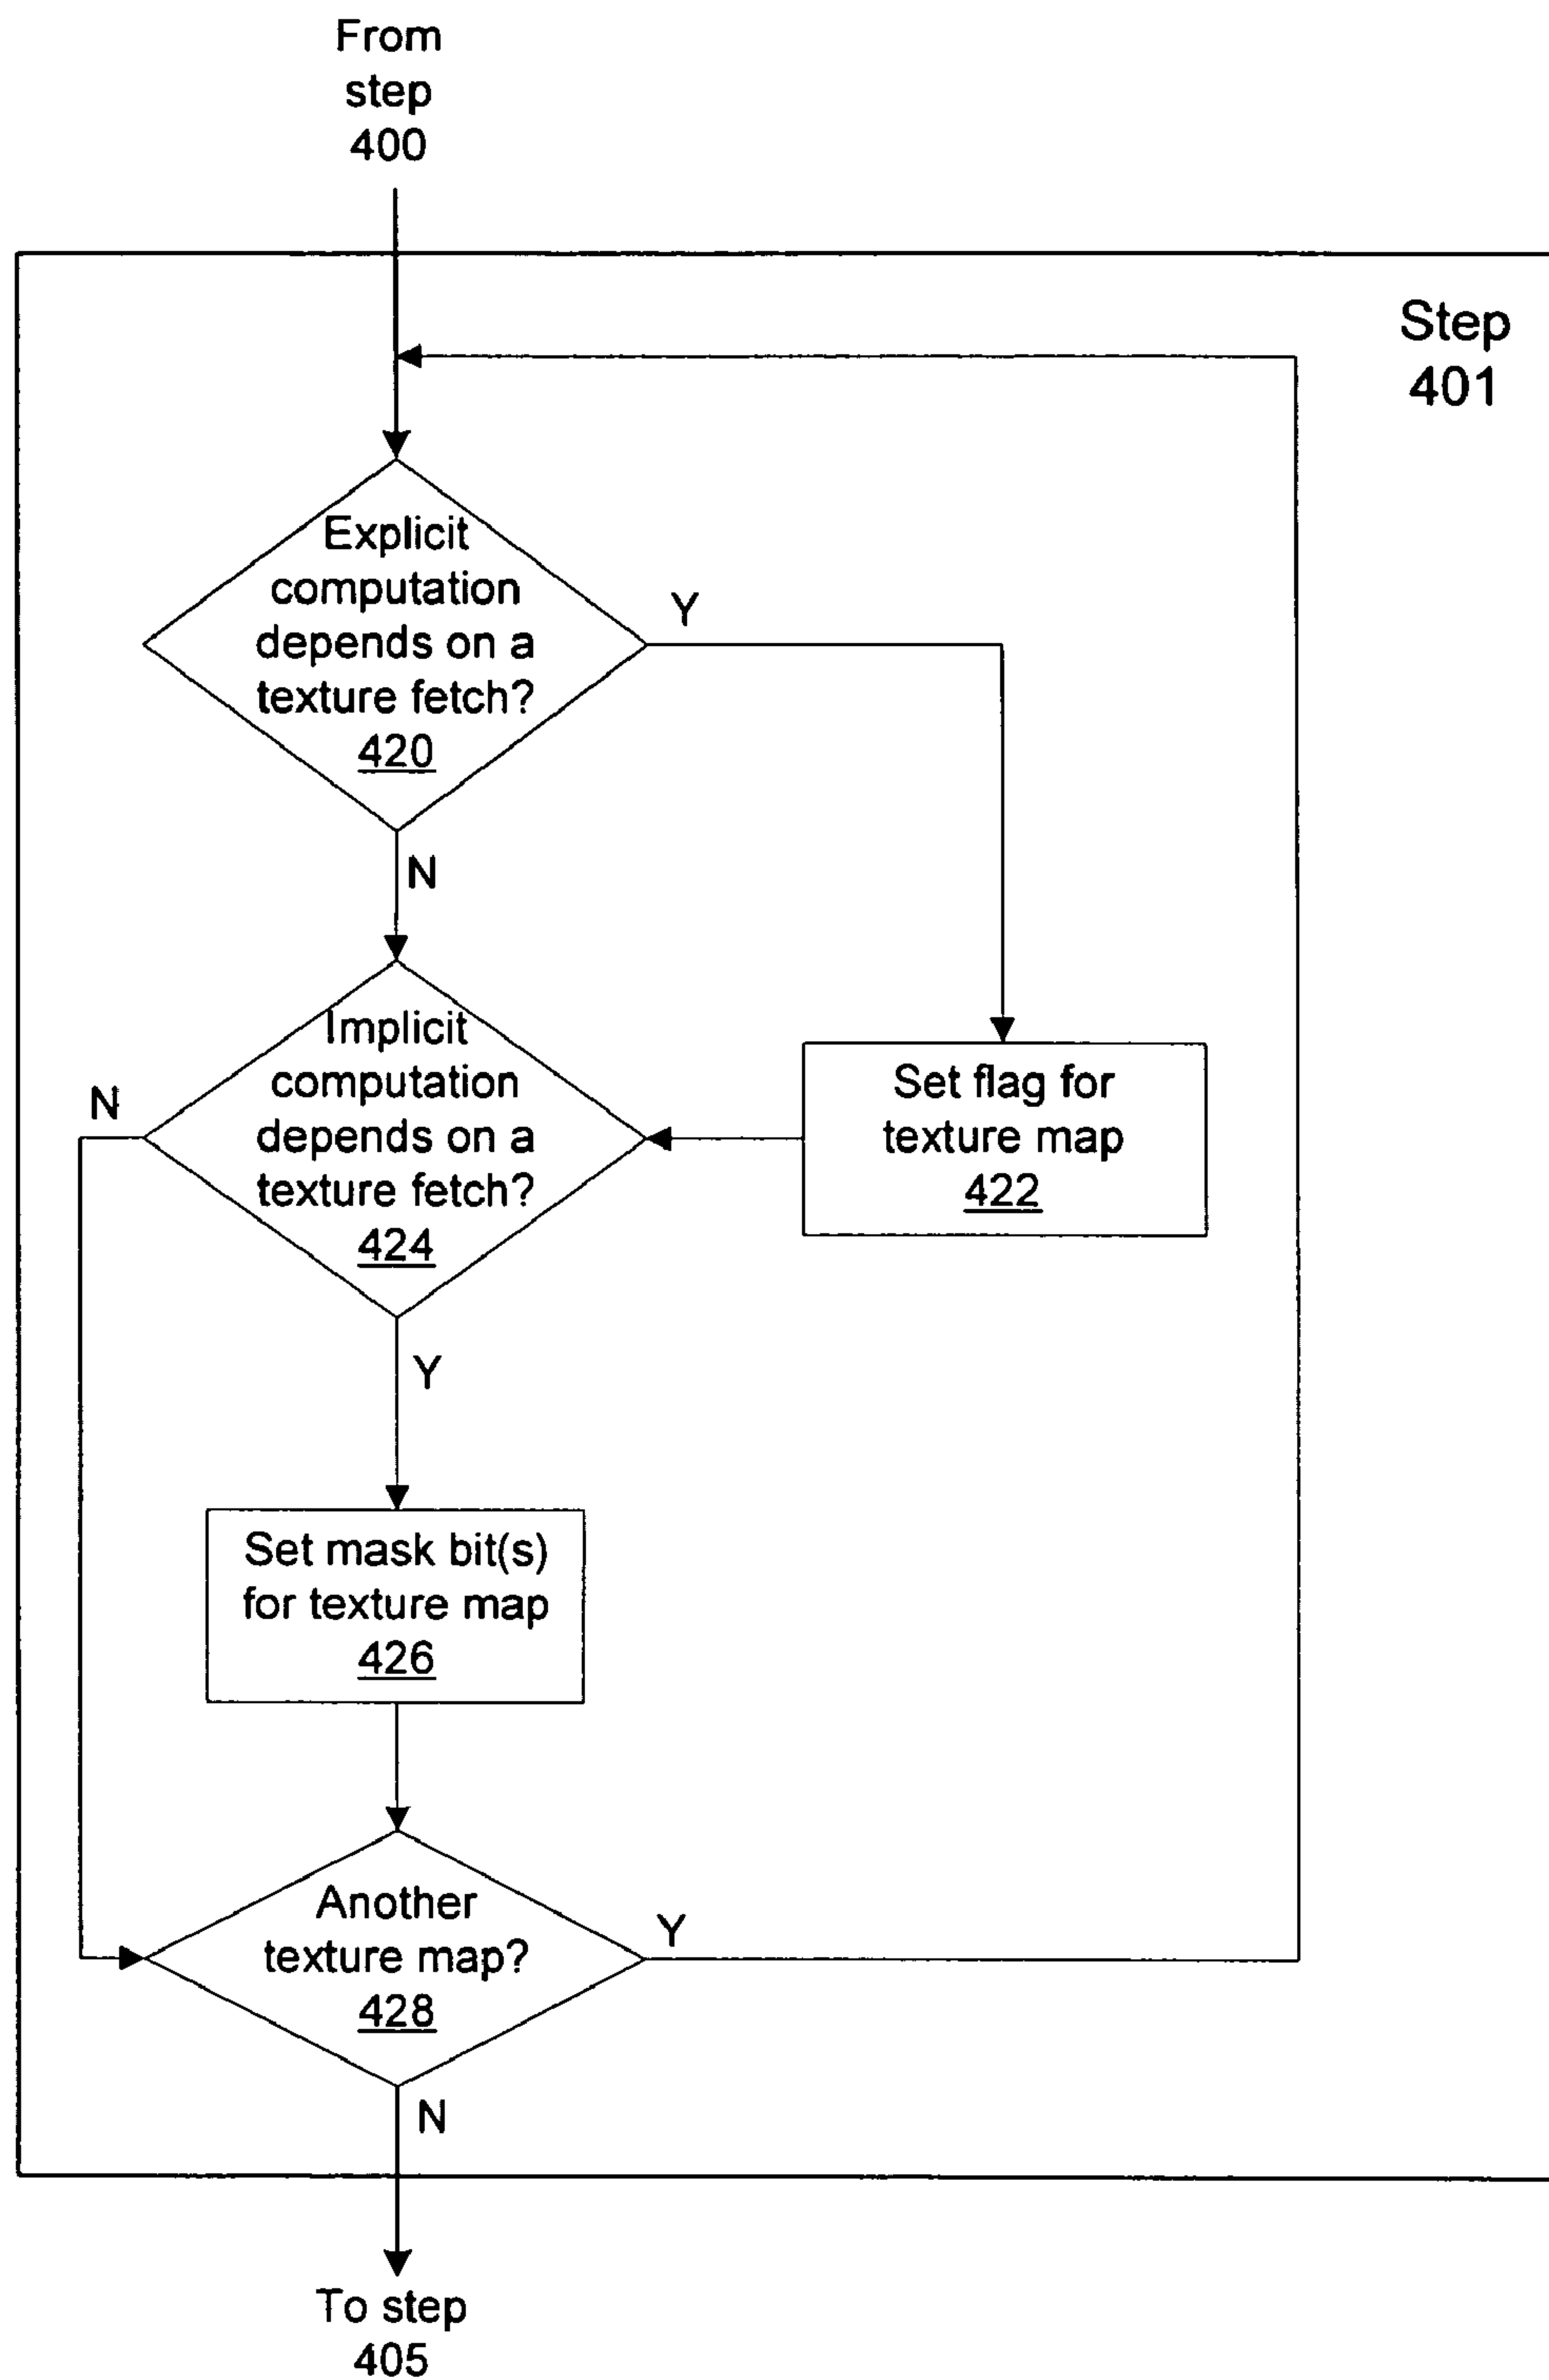 From
step
400
Step
401
Explicit
computation
depends on a
texture fetch?
420
Y
N
Implicit
computation
depends on a
texture fetch?
424
N
Set flag for
texture map
422
Y
Set mask bit(s)
for texture map
426
Another
texture map?
428
Y
N
To step
405